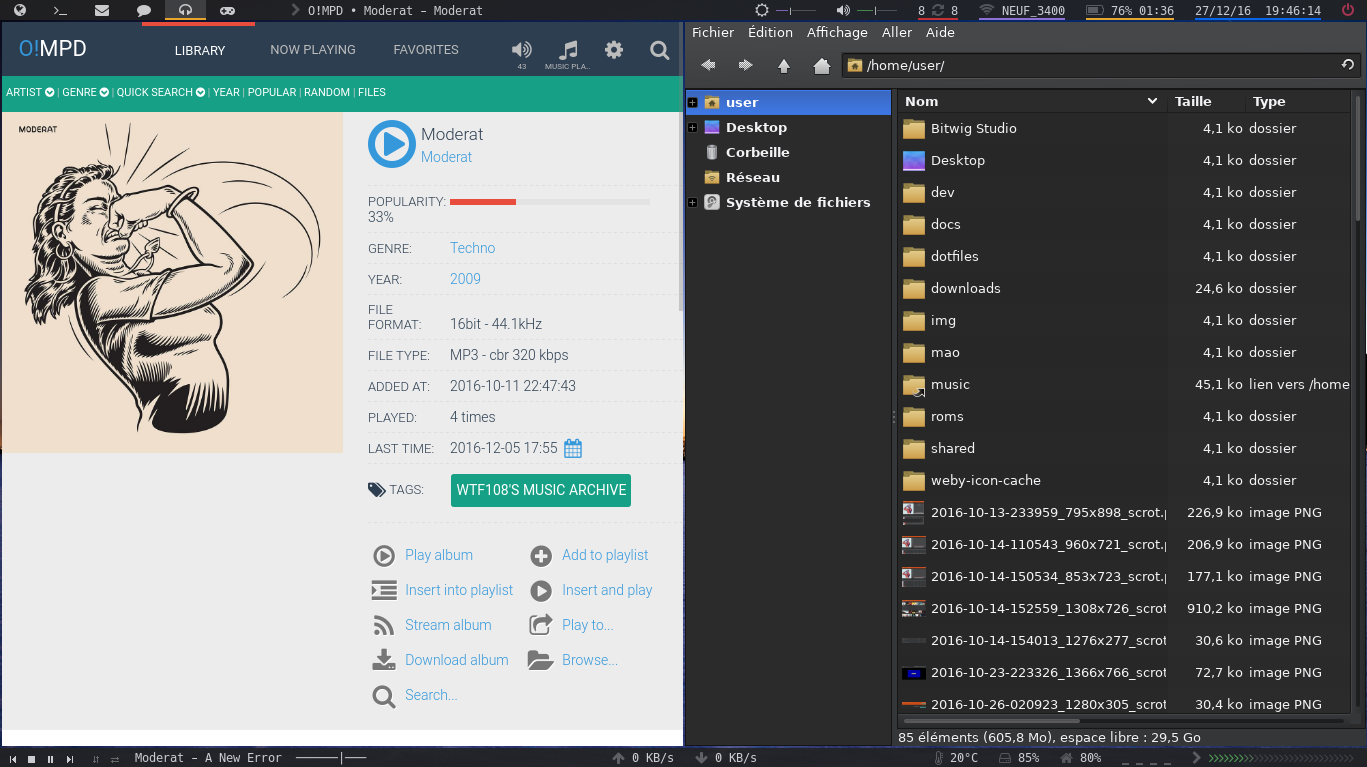 O!MPD • Moderat – Moderat
8 8
NEUF_3400
76% 01:36
27/12/16 19:46:14
O!MPD
LIBRARY
NOW PLAYING
FAVORITES
43
MUSIC PLA..
ARTIST | GENRE | QUICK SEARCH | YEAR | POPULAR | RANDOM | FILES
MODERAT
Moderat
Moderat
POPULARITY:
33%
GENRE: Techno
YEAR: 2009
FILE
FORMAT: 16bit - 44.1kHz
FILE TYPE: MP3 - cbr 320 kbps
ADDED AT: 2016-10-11 22:47:43
PLAYED: 4 times
LAST TIME: 2016-12-05 17:55
TAGS: WTF108'S MUSIC ARCHIVE
Play album Add to playlist
Insert into playlist Insert and play
Stream album Play to...
Download album Browse...
Search...
Fichier Édition Affichage Aller Aide
/home/user/
user
Desktop
Corbeille
Réseau
Système de fichiers
Nom Taille Type
Bitwig Studio 4,1 ko dossier
Desktop 4,1 ko dossier
dev 4,1 ko dossier
docs 4,1 ko dossier
dotfiles 4,1 ko dossier
downloads 24,6 ko dossier
img 4,1 ko dossier
mao 4,1 ko dossier
music 45,1 ko lien vers /home
roms 4,1 ko dossier
shared 4,1 ko dossier
weby-icon-cache 4,1 ko dossier
2016-10-13-233959_795x898_scrot.p 226,9 ko image PNG
2016-10-14-110543_960x721_scrot.p 206,9 ko image PNG
2016-10-14-150534_853x723_scrot.p 177,1 ko image PNG
2016-10-14-152559_1308x726_scrot 910,2 ko image PNG
2016-10-14-154013_1276x277_scrot 30,6 ko image PNG
2016-10-23-223326_1366x766_scrot 72,7 ko image PNG
2016-10-26-020923_1280x305_scrot 30,4 ko image PNG
85 éléments (605,8 Mo), espace libre : 29,5 Go
Moderat – A New Error
0 KB/s 0 KB/s
20°C 85% 80%